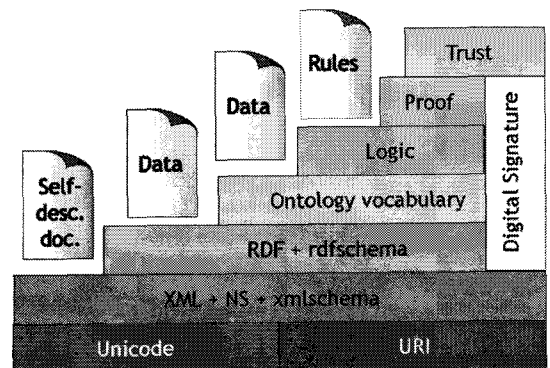 Trust
Rules
Proof
Data
Logic
Data
Digital Signature
Self-
desc.
doc.
Ontology vocabulary
RDF + rdfschema
XML + NS + xmlschema
Unicode
URI